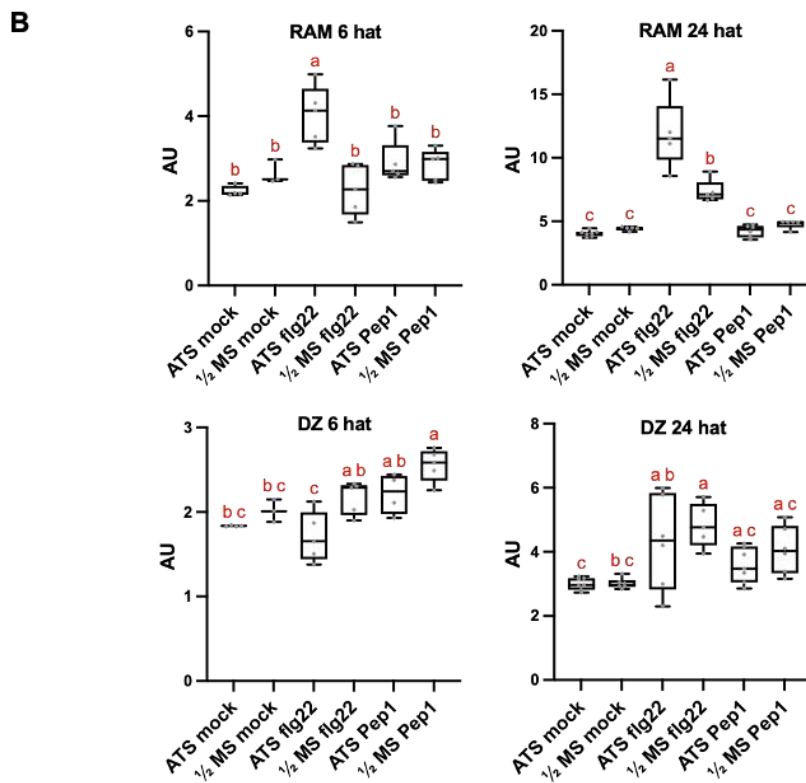 B
RAM 6 hat
AU
6
4
2
0
a
b
b
b
b
b
ATS mock
½ MS mock
ATS flg22
½ MS flg22
ATS Pep1
½ MS Pep1
RAM 24 hat
AU
20
15
10
5
0
a
b
c
c
c
c
ATS mock
½ MS mock
ATS flg22
½ MS flg22
ATS Pep1
½ MS Pep1
DZ 6 hat
AU
3
2
1
0
b c
b c
c
a b
a b
a
ATS mock
½ MS mock
ATS flg22
½ MS flg22
ATS Pep1
½ MS Pep1
DZ 24 hat
AU
8
6
4
2
0
c
b c
a b
a
a c
a c
ATS mock
½ MS mock
ATS flg22
½ MS flg22
ATS Pep1
½ MS Pep1